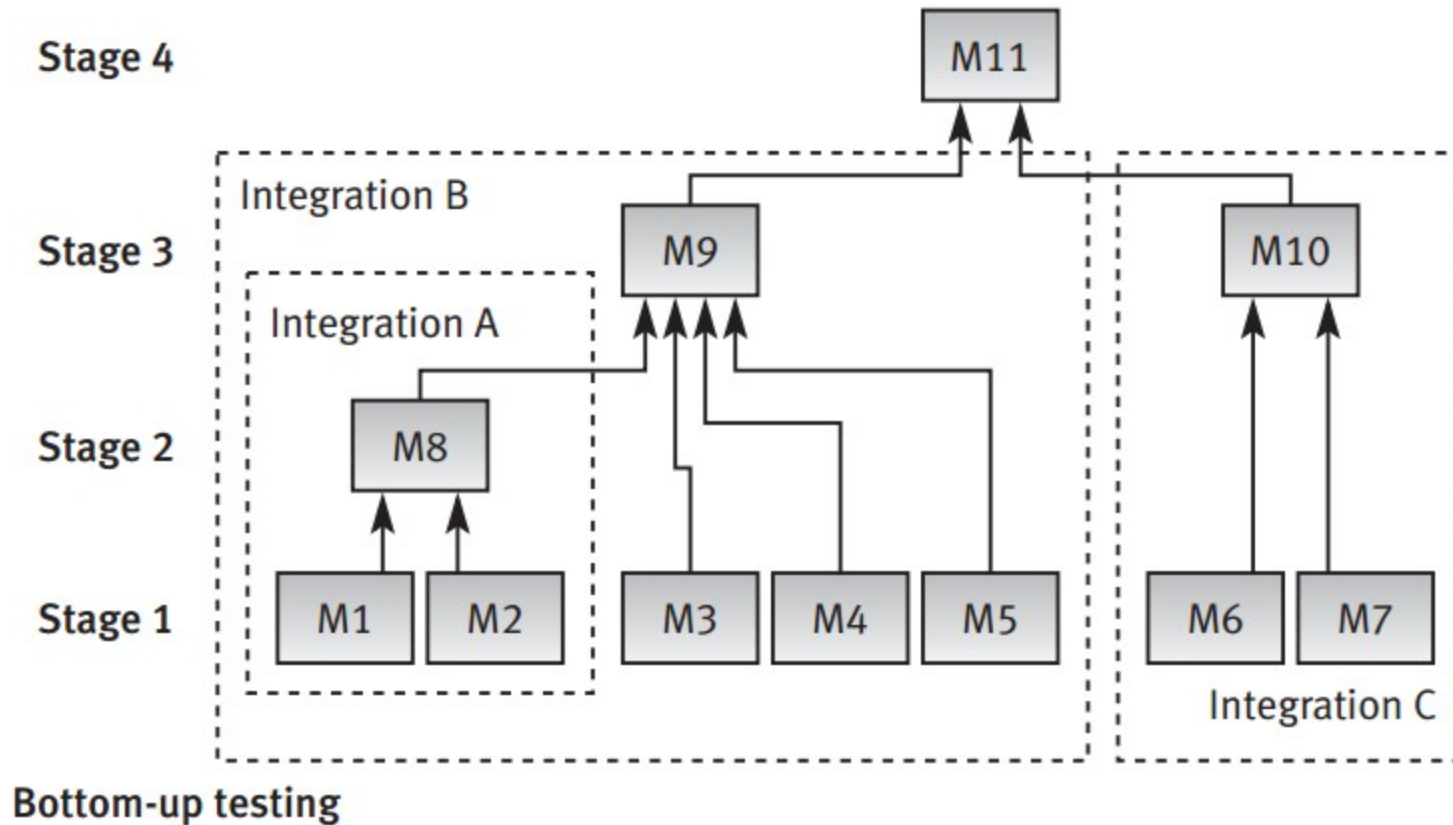 Stage 4
M11
Integration B
Stage 3
M9
M10
Integration A
Stage 2
M8
Stage 1
M1
M2
M3
M4
M5
M6
M7
Integration C
Bottom-up testing